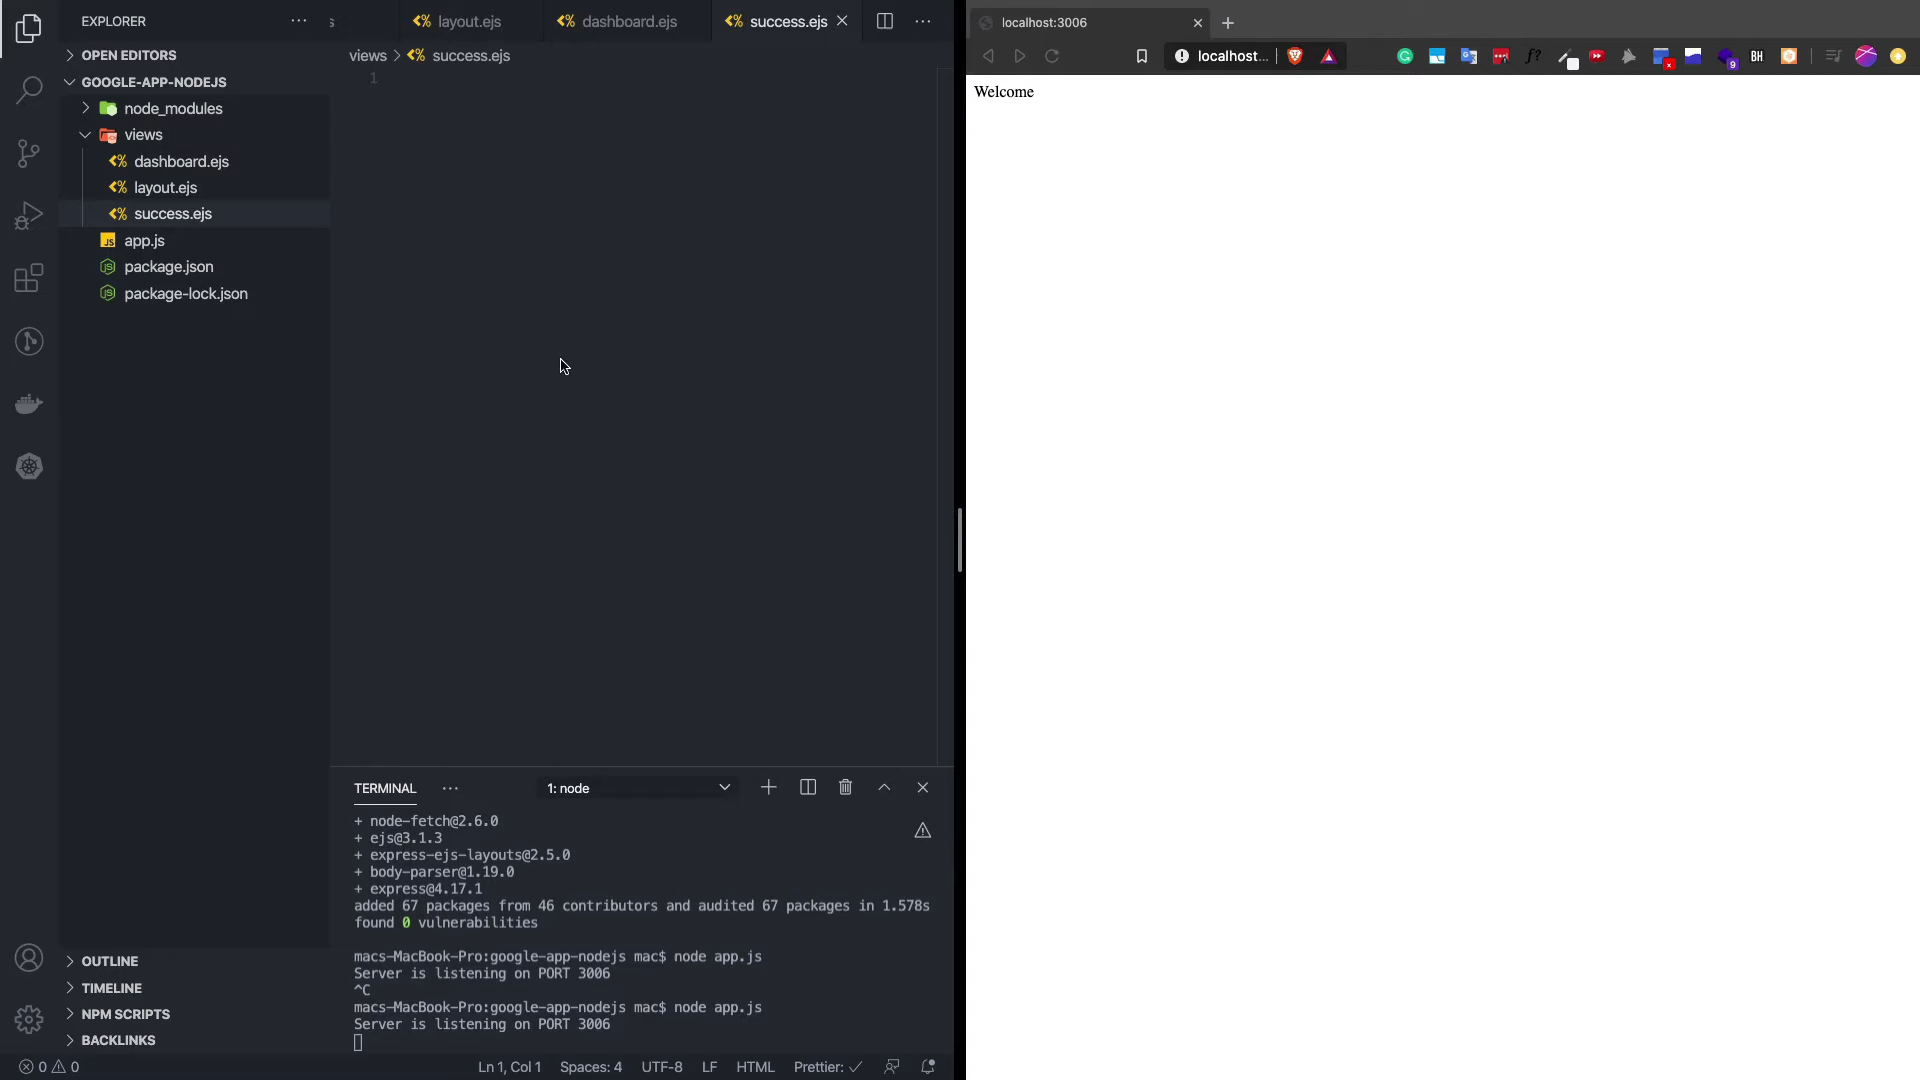 EXPLORER
OPEN EDITORS
GOOGLE-APP-NODEJS
node_modules
views
dashboard.ejs
layout.ejs
success.ejs
app.js
package.json
package-lock.json
OUTLINE
TIMELINE
NPM SCRIPTS
BACKLINKS
s
layout.ejs
dashboard.ejs
success.ejs
views > success.ejs
1
TERMINAL
1: node
+ node-fetch@2.6.0
+ ejs@3.1.3
+ express-ejs-layouts@2.5.0
+ body-parser@1.19.0
+ express@4.17.1
added 67 packages from 46 contributors and audited 67 packages in 1.578s
found 0 vulnerabilities
macs-MacBook-Pro:google-app-nodejs mac$ node app.js
Server is listening on PORT 3006
^C
macs-MacBook-Pro:google-app-nodejs mac$ node app.js
Server is listening on PORT 3006
0 0
Ln 1, Col 1 Spaces: 4 UTF-8 LF HTML Prettier: ✓
localhost:3006
localhost...
f?
9
BH
Welcome